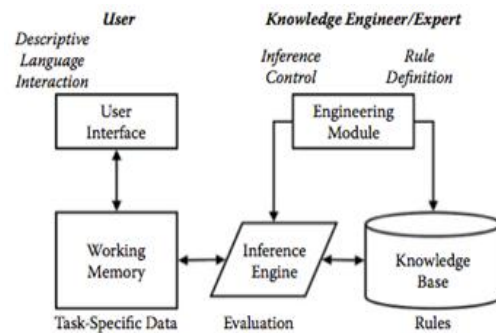 User
Knowledge Engineer/Expert
Descriptive
Language
Interaction
Inference
Control
Rule
Definition
User
Interface
Engineering
Module
Working
Memory
Inference
Engine
Knowledge
Base
Task-Specific Data
Evaluation
Rules